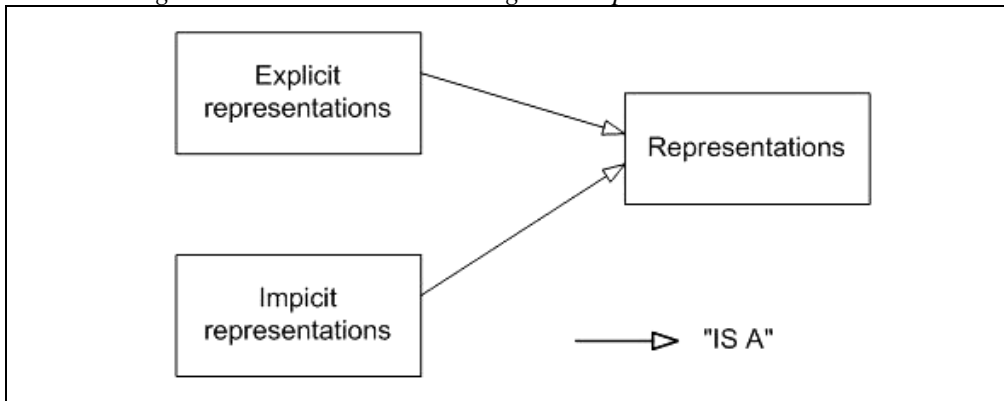 Explicit
representations
Representations
Impicit
representations
"IS A"